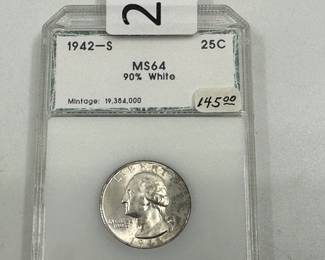 2
1942-S 25C
MS64
90% White
Mintage: 19,384,000
145.00
LIBERTY